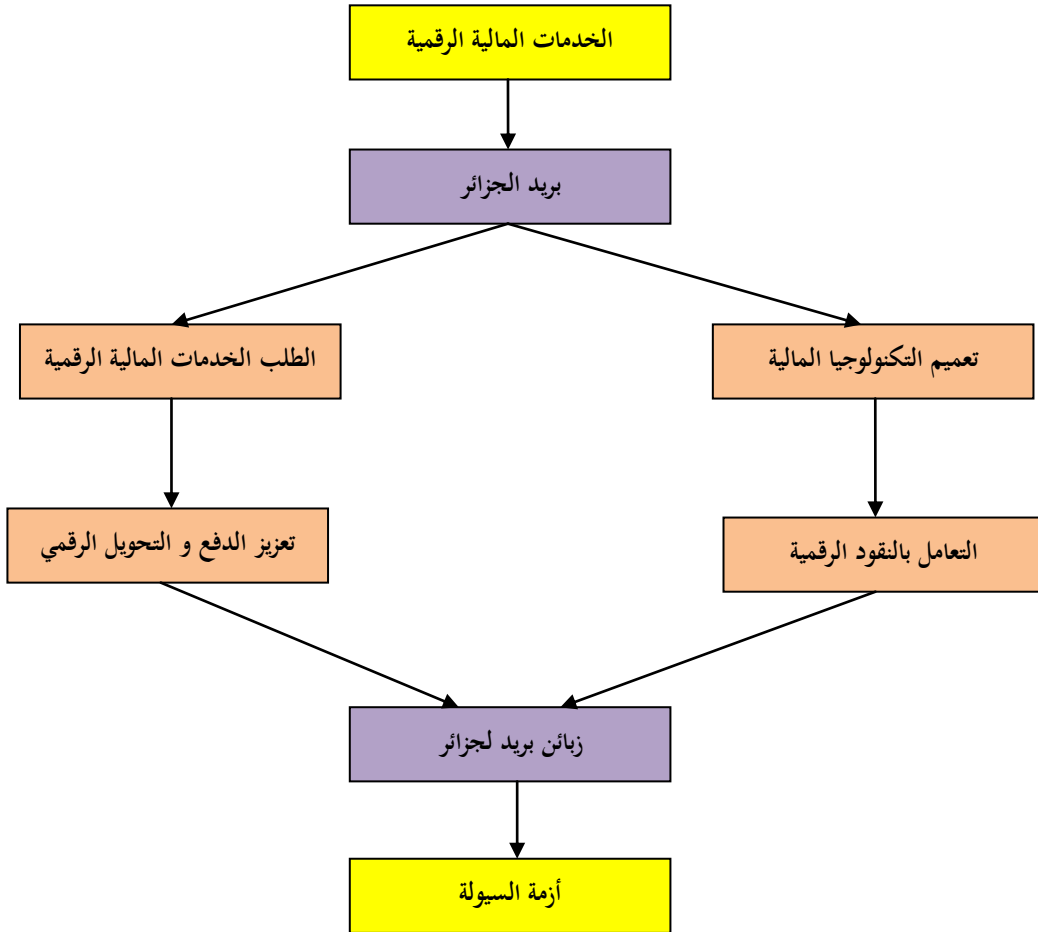 الخدمات المالية الرقمية
بريد الجزائر
تعميم التكنولوجيا المالية
الطلب الخدمات المالية الرقمية
التعامل بالنقود الرقمية
تعزيز الدفع و التحويل الرقمي
زبائن بريد لجزائر
أزمة السيولة